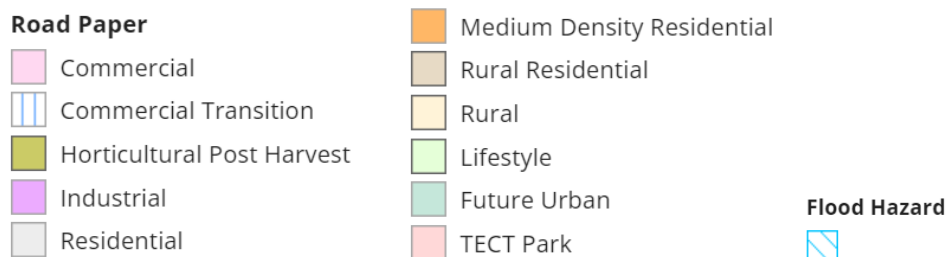 Road Paper
Commercial
Commercial Transition
Horticultural Post Harvest
Industrial
Residential
Medium Density Residential
Rural Residential
Rural
Lifestyle
Future Urban
TECT Park
Flood Hazard